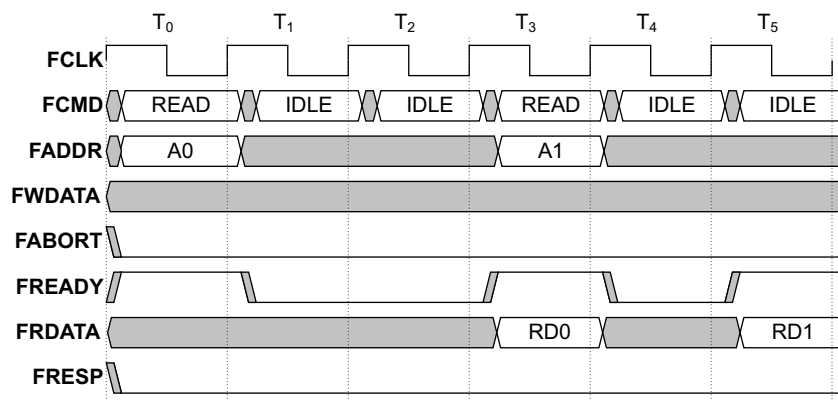 T0 T1 T2 T3 T4 T5
FCLK
FCMD READ IDLE IDLE READ IDLE IDLE
FADDR A0 A1
FWDATA
FABORT
FREADY
FRDATA RD0 RD1
FRESP